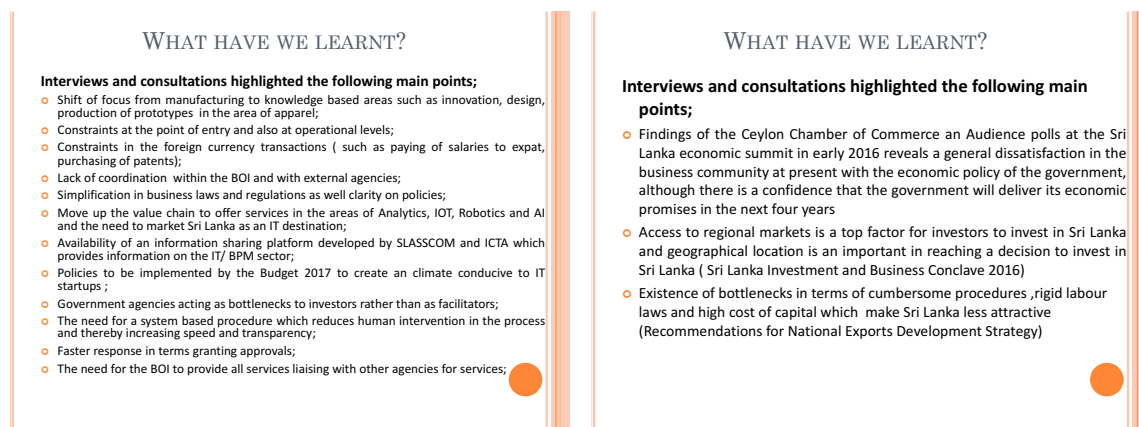 WHAT HAVE WE LEARNT?
Interviews and consultations highlighted the following main points;
Shift of focus from manufacturing to knowledge based areas such as innovation, design,
production of prototypes in the area of apparel;
Constraints at the point of entry and also at operational levels;
Constraints in the foreign currency transactions ( such as paying of salaries to expat,
purchasing of patents);
Lack of coordination within the BOI and with external agencies;
Simplification in business laws and regulations as well clarity on policies;
Move up the value chain to offer services in the areas of Analytics, IOT, Robotics and AI
and the need to market Sri Lanka as an IT destination;
Availability of an information sharing platform developed by SLASSCOM and ICTA which
provides information on the IT/ BPM sector;
Policies to be implemented by the Budget 2017 to create an climate conducive to IT
startups ;
Government agencies acting as bottlenecks to investors rather than as facilitators;
The need for a system based procedure which reduces human intervention in the process
and thereby increasing speed and transparency;
Faster response in terms granting approvals;
The need for the BOI to provide all services liaising with other agencies for services;
WHAT HAVE WE LEARNT?
Interviews and consultations highlighted the following main
points;
Findings of the Ceylon Chamber of Commerce an Audience polls at the Sri
Lanka economic summit in early 2016 reveals a general dissatisfaction in the
business community at present with the economic policy of the government,
although there is a confidence that the government will deliver its economic
promises in the next four years
Access to regional markets is a top factor for investors to invest in Sri Lanka
and geographical location is an important in reaching a decision to invest in
Sri Lanka ( Sri Lanka Investment and Business Conclave 2016)
Existence of bottlenecks in terms of cumbersome procedures ,rigid labour
laws and high cost of capital which make Sri Lanka less attractive
(Recommendations for National Exports Development Strategy)